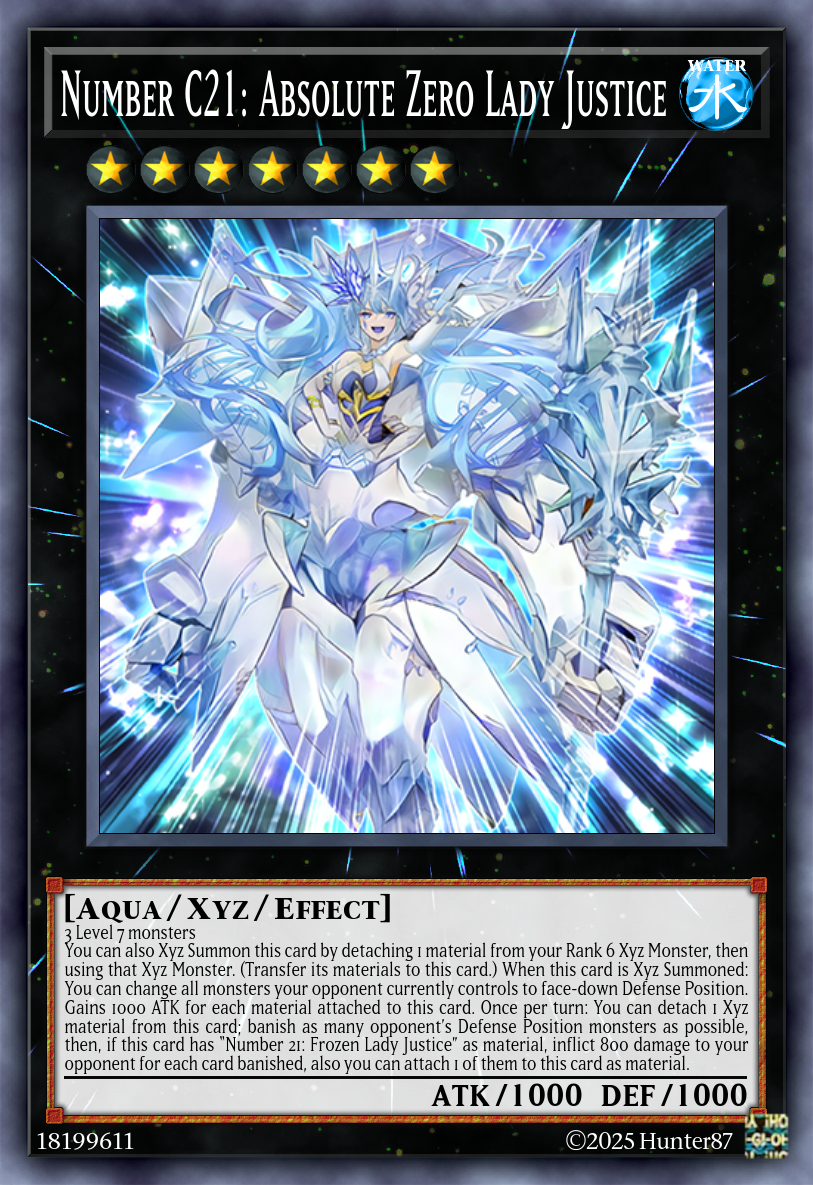 Number C21: Absolute Zero Lady Justice
WATER
水
[Aqua/Xyz/Effect]
3 Level 7 monsters
You can also Xyz Summon this card by detaching 1 material from your Rank 6 Xyz Monster, then
using that Xyz Monster. (Transfer its materials to this card.) When this card is Xyz Summoned:
You can change all monsters your opponent currently controls to face-down Defense Position.
Gains 1000 ATK for each material attached to this card. Once per turn: You can detach 1 Xyz
material from this card; banish as many opponent's Defense Position monsters as possible,
then, if this card has "Number 21: Frozen Lady Justice" as material, inflict 800 damage to your
opponent for each card banished, also you can attach 1 of them to this card as material.
ATK/1000 DEF/1000
18199611 ©2025 Hunter87